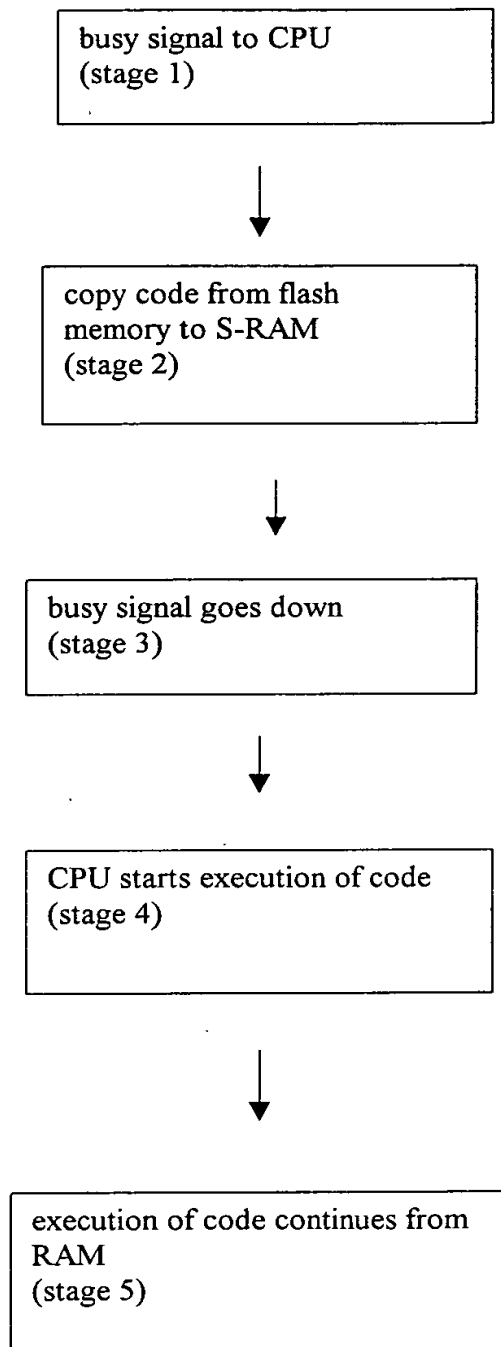 busy signal to CPU
(stage 1)
copy code from flash
memory to S-RAM
(stage 2)
busy signal goes down
(stage 3)
CPU starts execution of code
(stage 4)
execution of code continues from
RAM
(stage 5)